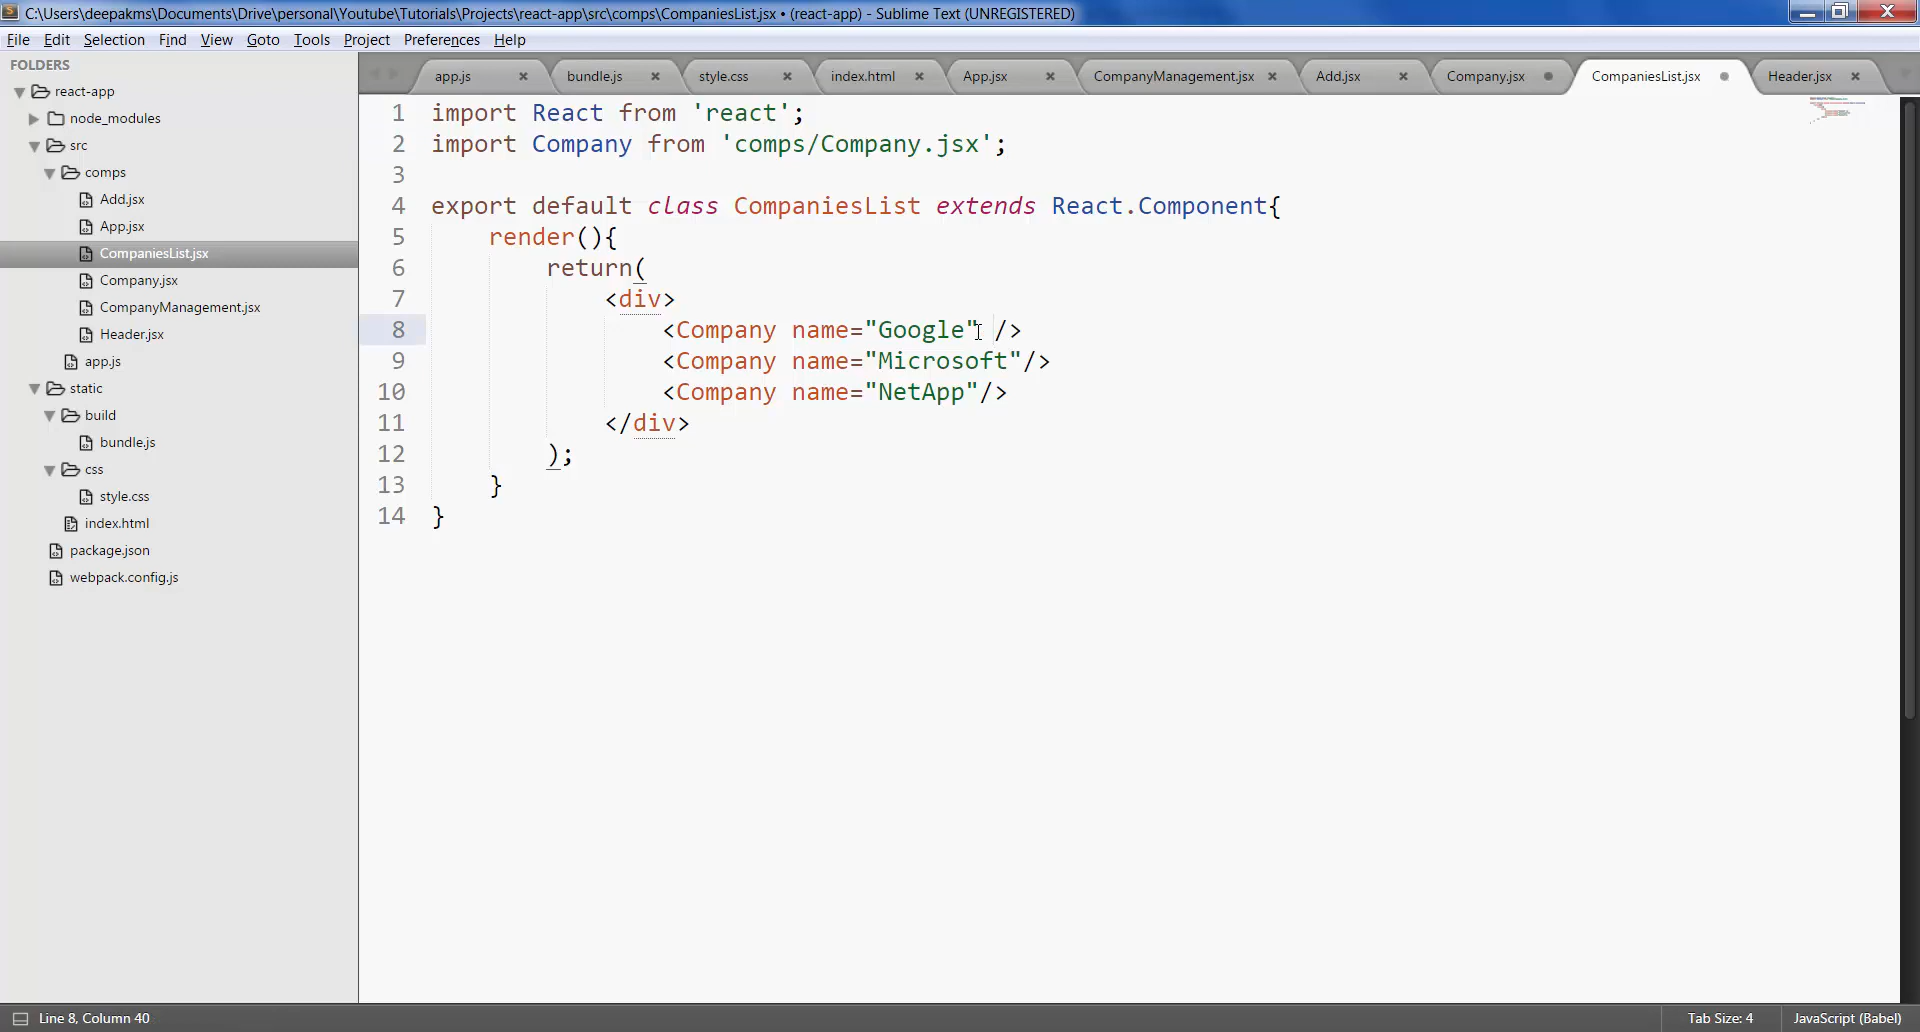 C:\Users\deepakms\Documents\Drive\personal\Youtube\Tutorials\Projects\react-app\src\comps\CompaniesList.jsx • (react-app) - Sublime Text (UNREGISTERED)
File Edit Selection Find View Goto Tools Project Preferences Help
FOLDERS
react-app
node_modules
src
comps
Add.jsx
App.jsx
CompaniesList.jsx
Company.jsx
CompanyManagement.jsx
Header.jsx
app.js
static
build
bundle.js
css
style.css
index.html
package.json
webpack.config.js
app.js bundle.js style.css index.html App.jsx CompanyManagement.jsx Add.jsx Company.jsx CompaniesList.jsx Header.jsx
1 import React from 'react';
2 import Company from 'comps/Company.jsx';
3
4 export default class CompaniesList extends React.Component{
5 render(){
6 return(
7 <div>
8 <Company name="Google" />
9 <Company name="Microsoft"/>
10 <Company name="NetApp"/>
11 </div>
12 );
13 }
14 }
Line 8, Column 40
Tab Size: 4
JavaScript (Babel)